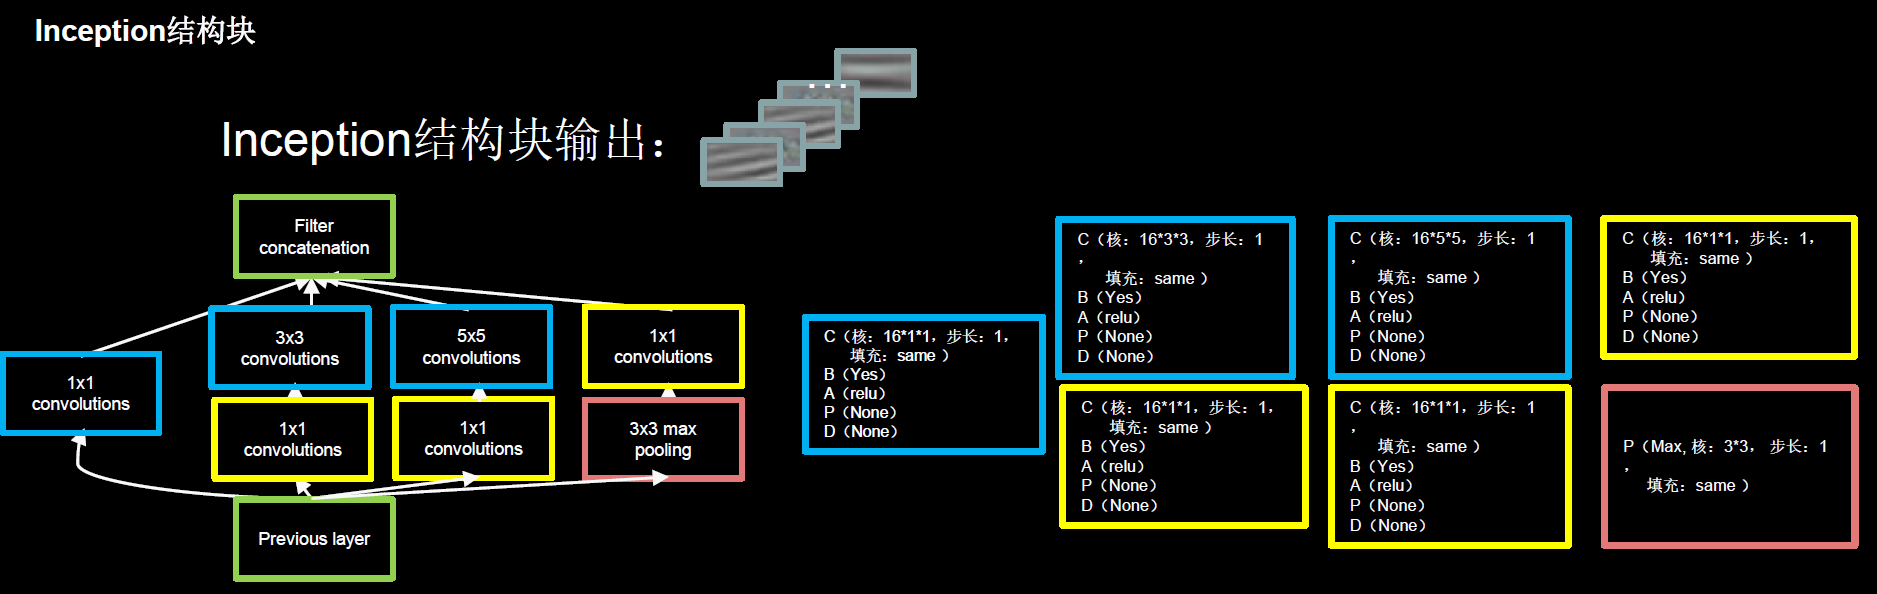 Inception结构块
Inception结构块输出：
...
Filter
concatenation
3x3
convolutions
5x5
convolutions
1x1
convolutions
1x1
convolutions
1x1
convolutions
1x1
convolutions
3x3 max
pooling
Previous layer
C（核：16*1*1，步长：1，
填充：same ）
B（Yes）
A（relu）
P（None）
D（None）
C（核：16*3*3，步长：1
，
填充：same ）
B（Yes）
A（relu）
P（None）
D（None）
C（核：16*1*1，步长：1，
填充：same ）
B（Yes）
A（relu）
P（None）
D（None）
C（核：16*5*5，步长：1
，
填充：same ）
B（Yes）
A（relu）
P（None）
D（None）
C（核：16*1*1，步长：1
，
填充：same ）
B（Yes）
A（relu）
P（None）
D（None）
C（核：16*1*1，步长：1，
填充：same ）
B（Yes）
A（relu）
P（None）
D（None）
P（Max, 核：3*3， 步长：1
，
填充：same ）